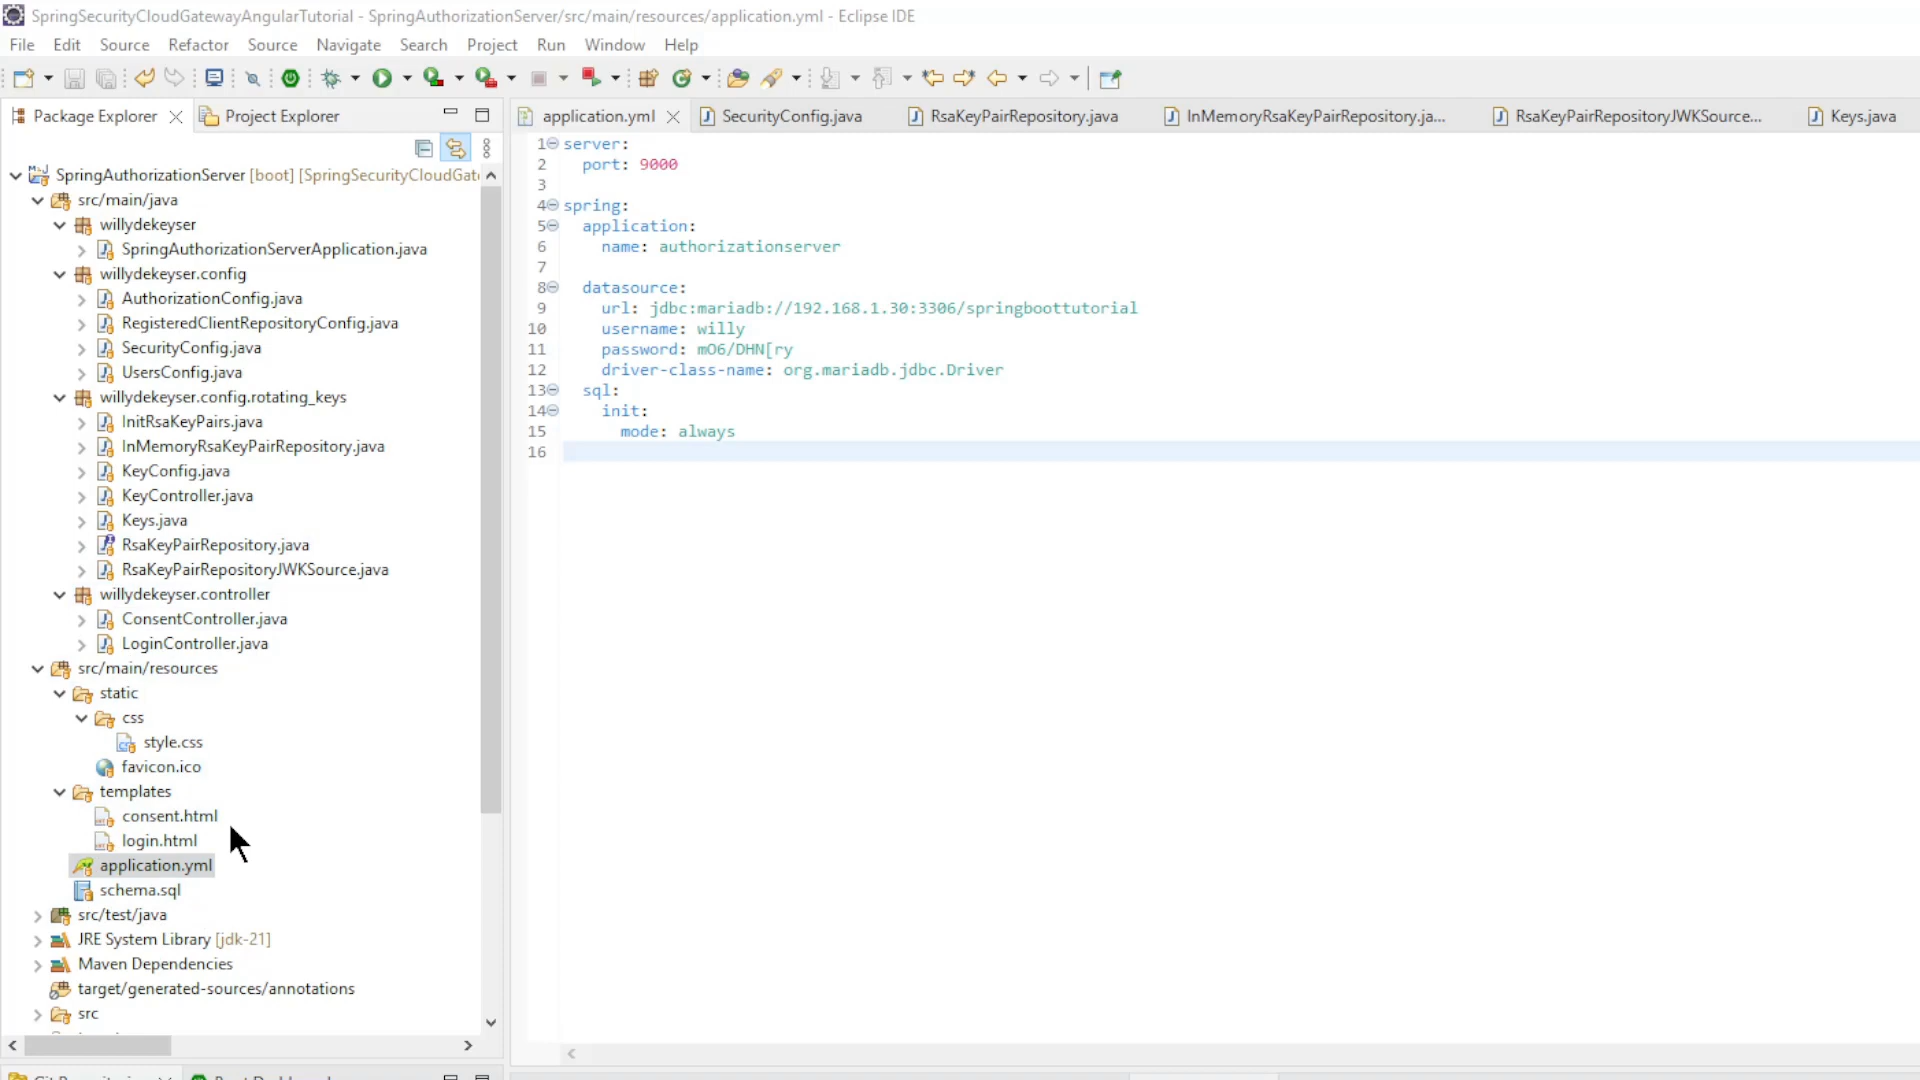 SpringSecurityCloudGatewayAngularTutorial - SpringAuthorizationServer/src/main/resources/application.yml - Eclipse IDE
File Edit Source Refactor Source Navigate Search Project Run Window Help
Package Explorer Project Explorer
application.yml SecurityConfig.java RsaKeyPairRepository.java InMemoryRsaKeyPairRepository.ja... RsaKeyPairRepositoryJWKSource... Keys.java
SpringAuthorizationServer [boot] [SpringSecurityCloudGat
src/main/java
willydekeyser
SpringAuthorizationServerApplication.java
willydekeyser.config
AuthorizationConfig.java
RegisteredClientRepositoryConfig.java
SecurityConfig.java
UsersConfig.java
willydekeyser.config.rotating_keys
InitRsaKeyPairs.java
InMemoryRsaKeyPairRepository.java
KeyConfig.java
KeyController.java
Keys.java
RsaKeyPairRepository.java
RsaKeyPairRepositoryJWKSource.java
willydekeyser.controller
ConsentController.java
LoginController.java
src/main/resources
static
css
style.css
favicon.ico
templates
consent.html
login.html
application.yml
schema.sql
src/test/java
JRE System Library [jdk-21]
Maven Dependencies
target/generated-sources/annotations
src
1 server:
2 port: 9000
3
4 spring:
5 application:
6 name: authorizationserver
7
8 datasource:
9 url: jdbc:mariadb://192.168.1.30:3306/springboottutorial
10 username: willy
11 password: mO6/DHN[ry
12 driver-class-name: org.mariadb.jdbc.Driver
13 sql:
14 init:
15 mode: always
16